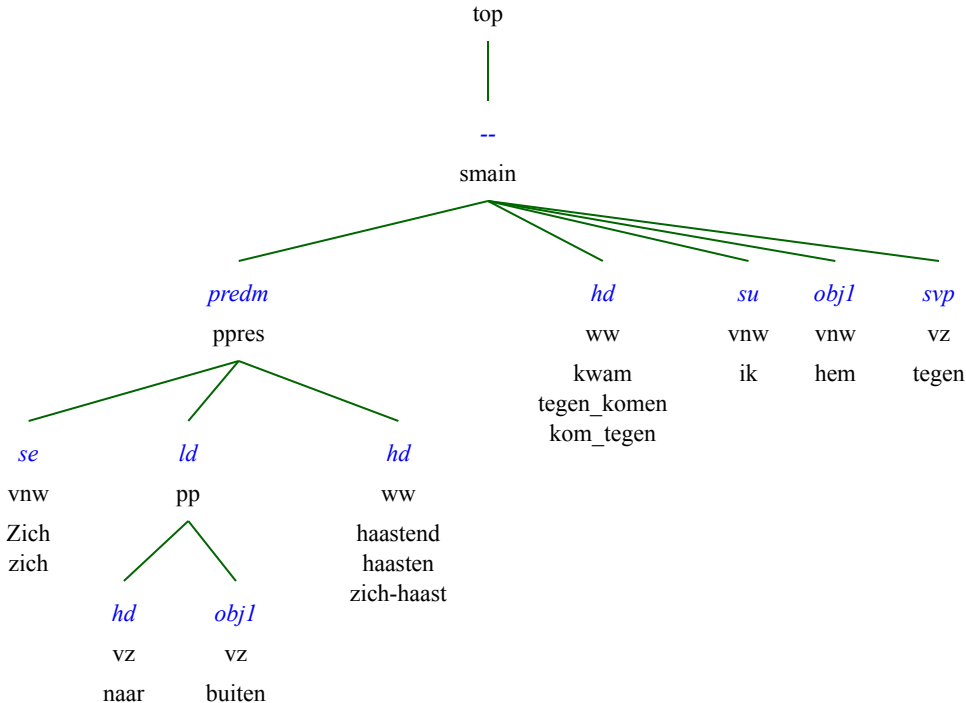 top
--
smain
predm hd su obj1 svp
ppres ww vnw vnw vz
kwam ik hem tegen
tegen_komen
kom_tegen
se ld hd
vnw pp ww
Zich haastend
zich haasten
zich-haast
hd obj1
vz vz
naar buiten